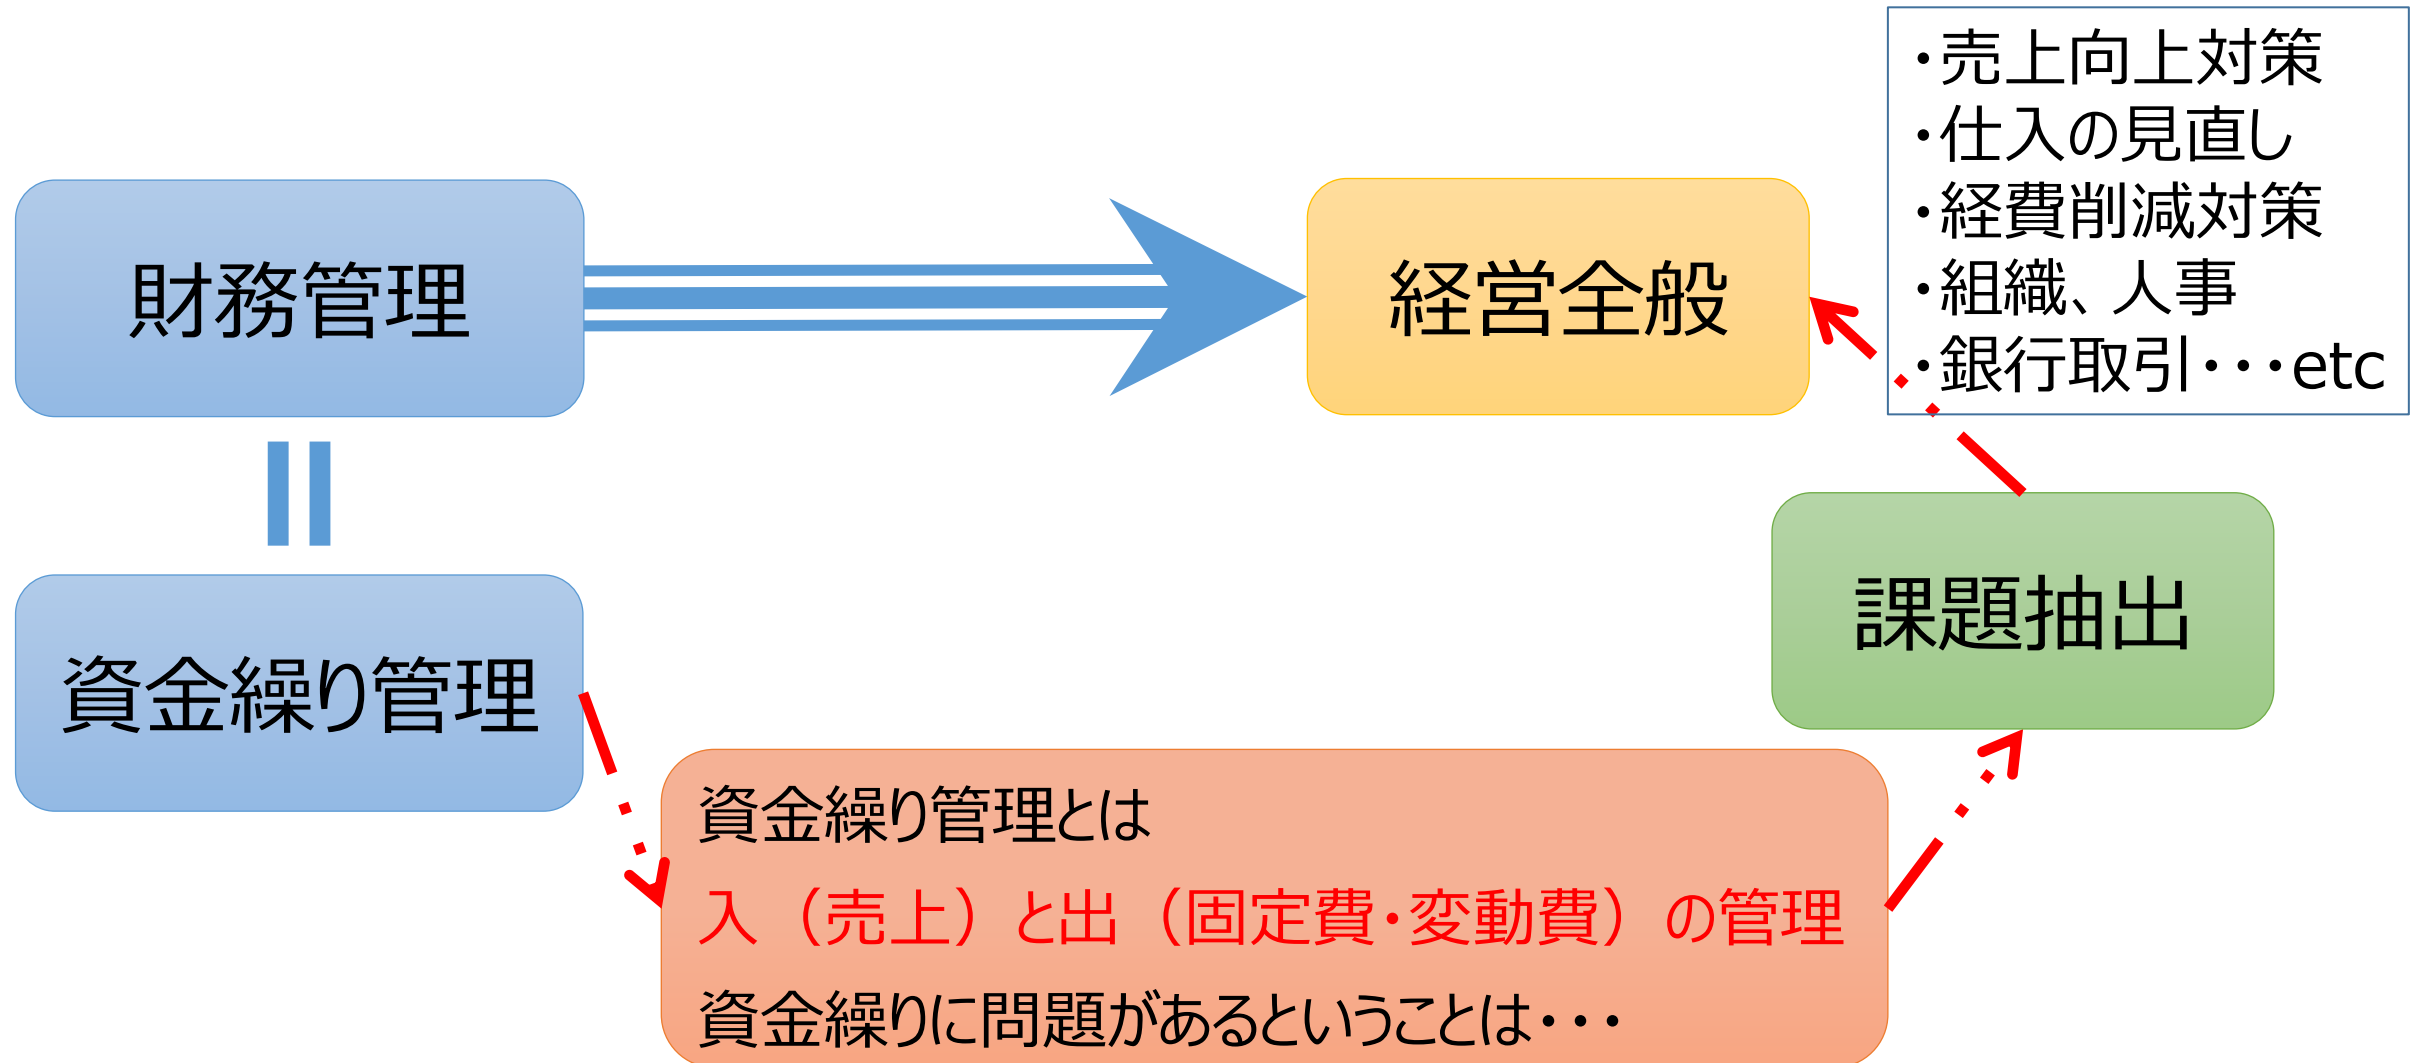 ・売上向上対策
・仕入の見直し
・経費削減対策
・組織、人事
・銀行取引・・・etc
財務管理
経営全般
資金繰り管理
課題抽出
資金繰り管理とは
入（売上）と出（固定費・変動費）の管理
資金繰りに問題があるということは・・・